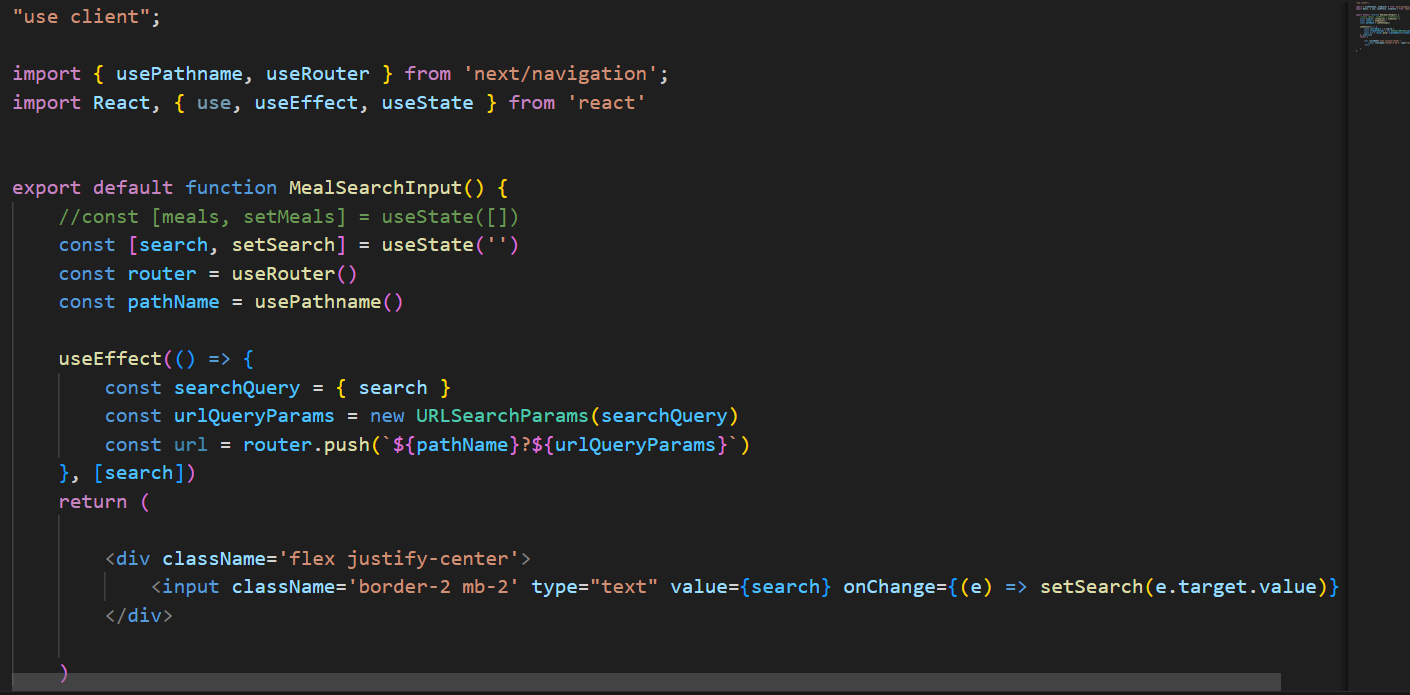 "use client";
import { usePathname, useRouter } from 'next/navigation';
import React, { use, useEffect, useState } from 'react'
export default function MealSearchInput() {
    //const [meals, setMeals] = useState([])
    const [search, setSearch] = useState('')
    const router = useRouter()
    const pathName = usePathname()
    useEffect(() => {
        const searchQuery = { search }
        const urlQueryParams = new URLSearchParams(searchQuery)
        const url = router.push(`${pathName}?${urlQueryParams}`)
    }, [search])
    return (
        <div className='flex justify-center'>
            <input className='border-2 mb-2' type="text" value={search} onChange={(e) => setSearch(e.target.value)}
        </div>
    )